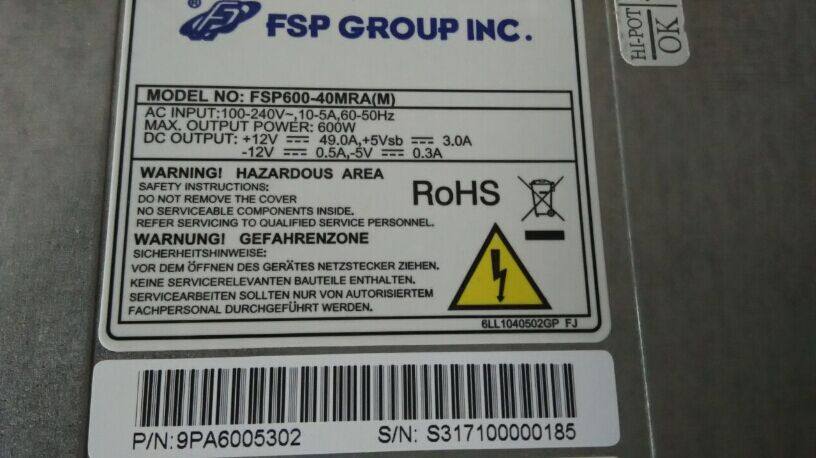 ® FSP GROUP INC.
HI-POT
OK
MODEL NO: FSP600-40MRA(M)
AC INPUT:100-240V~,10-5A,60-50Hz
MAX. OUTPUT POWER: 600W
DC OUTPUT: +12V ⎓ 49.0A,+5Vsb ⎓ 3.0A
-12V ⎓ 0.5A,-5V ⎓ 0.3A
WARNING! HAZARDOUS AREA
SAFETY INSTRUCTIONS:
DO NOT REMOVE THE COVER
NO SERVICEABLE COMPONENTS INSIDE.
REFER SERVICING TO QUALIFIED SERVICE PERSONNEL.
RoHS
WARNUNG! GEFAHRENZONE
SICHERHEITSHINWEISE:
VOR DEM ÖFFNEN DES GERÄTES NETZSTECKER ZIEHEN.
KEINE SERVICERELEVANTEN BAUTEILE ENTHALTEN.
SERVICEARBEITEN SOLLTEN NUR VON AUTORISIERTEM
FACHPERSONAL DURCHGEFÜHRT WERDEN.
6LL1040502GP FJ
P/N:9PA6005302 S/N: S317100000185